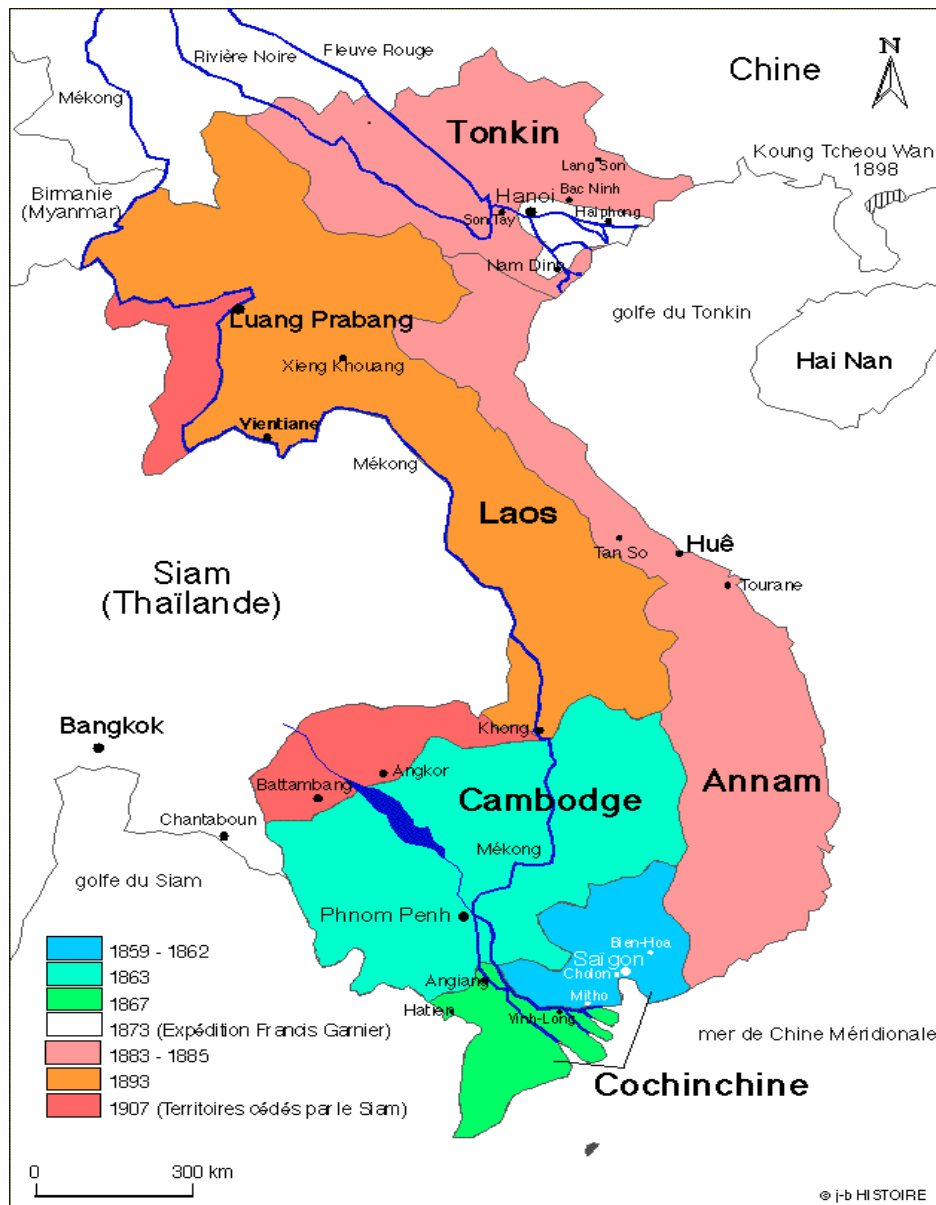 Fleuve Rouge
Rivière Noire
N
Chine
Mékong
Tonkin
Koung Tcheou Wan
1898
Lang Son
Birmanie
(Myanmar)
Bac Ninh
Hanoi
Son Tay
Haiphong
Nam Dinh
golfe du Tonkin
Luang Prabang
Hai Nan
Xieng Khouang
Vientiane
Mékong
Laos
Huê
Tan So
Siam
(Thaïlande)
Tourane
Bangkok
Khong
Angkor
Battambang
Annam
Cambodge
Chantaboun
Mékong
golfe du Siam
Phnom Penh
1859 - 1862
Bien-Hoa
Saïgon
1863
Cholon
Angiang
1867
Mitho
Hatien
Vinh-Long
1873 (Expédition Francis Garnier)
mer de Chine Méridionale
1883 - 1885
1893
Cochinchine
1907 (Territoires cédés par le Siam)
0 300 km
© j-b HISTOIRE